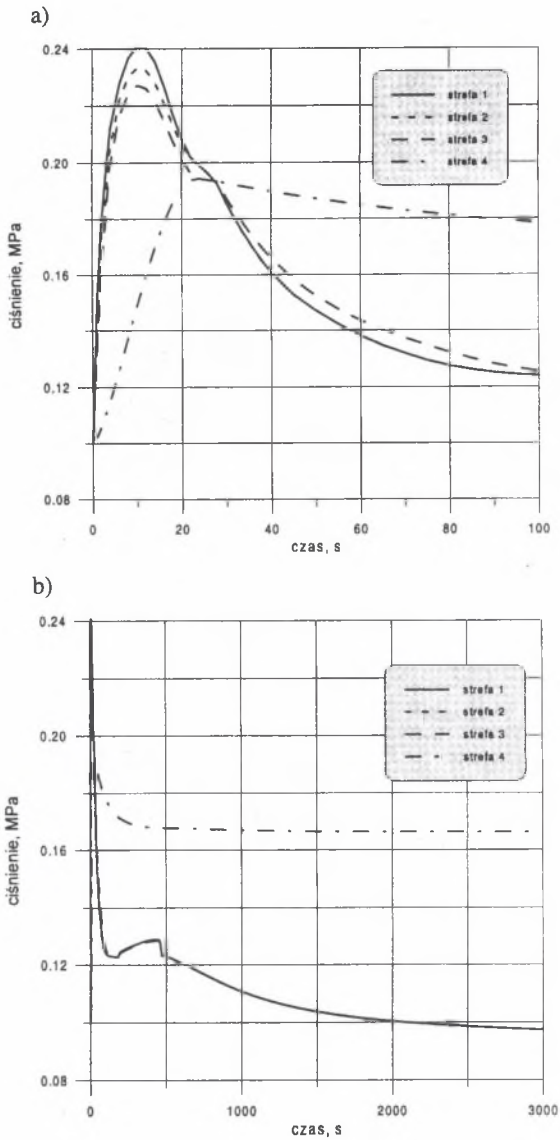 a)
0.24
0.20
0.16
0.12
0.08
ciśnienie, MPa
strefa 1
strefa 2
strefa 3
strefa 4
0 20 40 60 80 100
czas, s
b)
0.24
0.20
0.16
0.12
0.08
ciśnienie, MPa
strefa 1
strefa 2
strefa 3
strefa 4
0 1000 2000 3000
czas, s